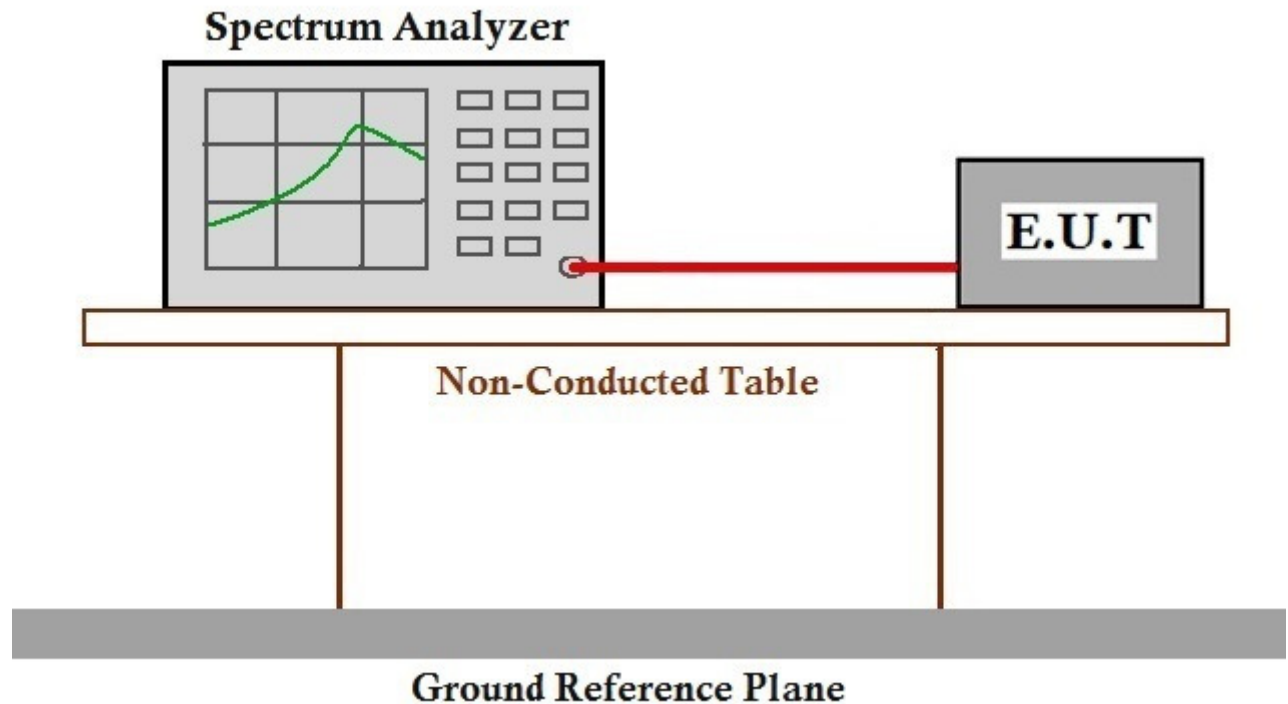 Spectrum Analyzer
E.U.T
Non-Conducted Table
Ground Reference Plane